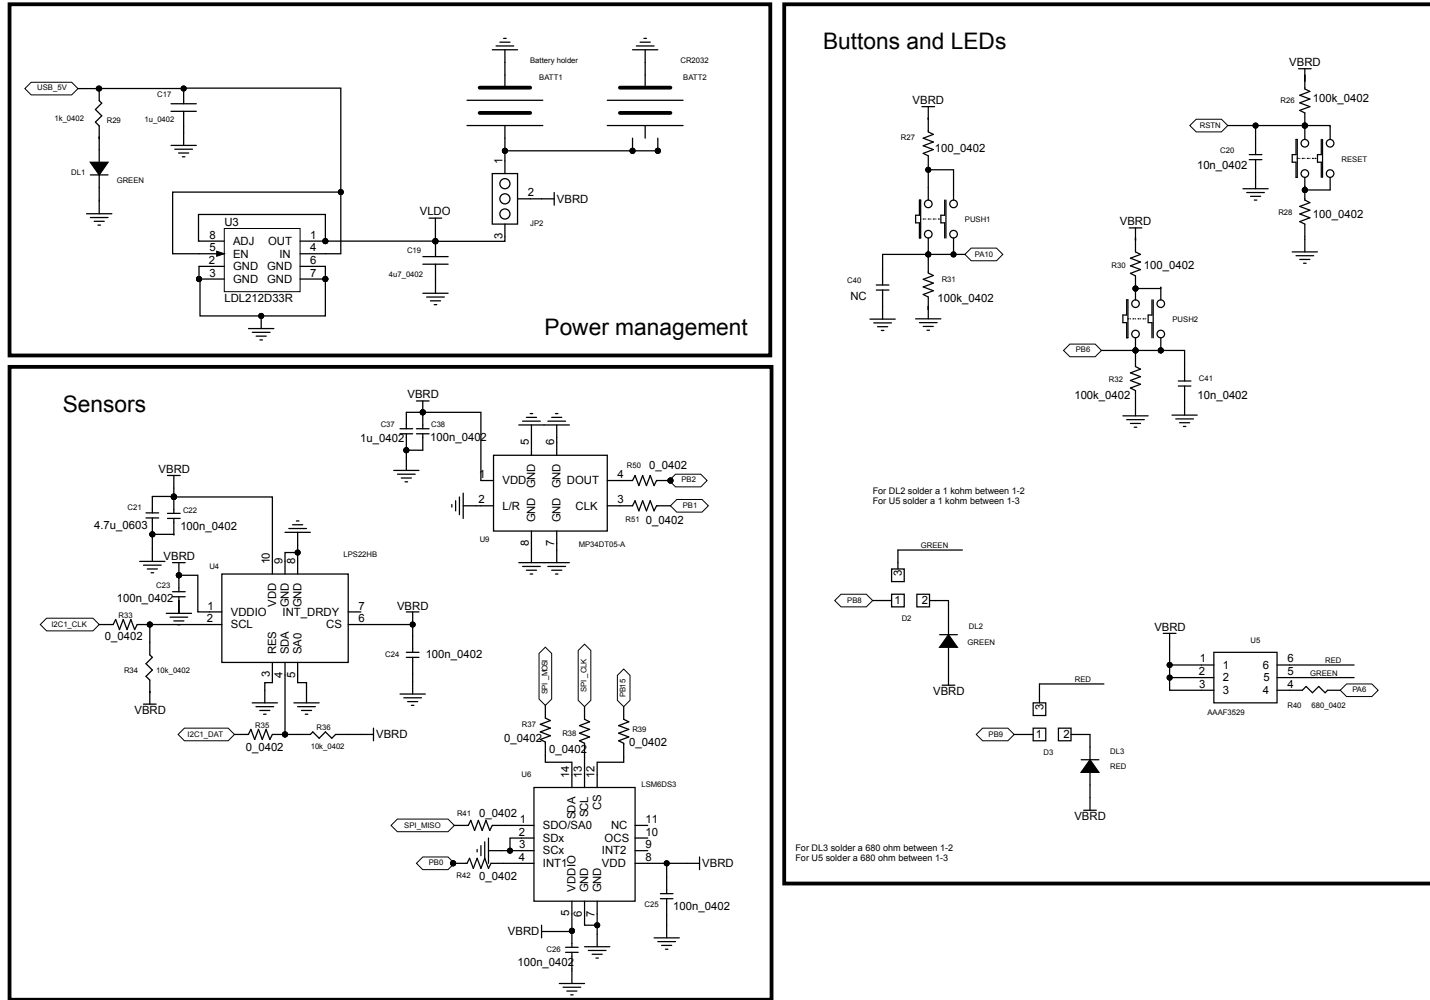 USB_5V
C17
1k_0402
R29
1u_0402
DL1
GREEN
Battery holder
BATT1
CR2032
BATT2
1
2
VBRD
3
JP2
VLDO
C19
4u7_0402
U3
8 ADJ OUT 1
5 EN IN 4
2 GND GND 6
3 GND GND 7
LDL212D33R
Power management
Buttons and LEDs
VBRD
R27
100_0402
PUSH1
PA10
C40
NC
R31
100k_0402
VBRD
R26
100k_0402
RSTN
C20
10n_0402
RESET
R28
100_0402
VBRD
R30
100_0402
PUSH2
PB6
R32
100k_0402
C41
10n_0402
For DL2 solder a 1 kohm between 1-2
For U5 solder a 1 kohm between 1-3
GREEN
3
PB8
1 2
D2
DL2
GREEN
VBRD
RED
3
PB9
1 2
D3
DL3
RED
VBRD
VBRD
U5
1 1 6 6 RED
2 2 5 5 GREEN
3 3 4 4
PA6
R40
680_0402
AAAF3529
For DL3 solder a 680 ohm between 1-2
For U5 solder a 680 ohm between 1-3
Sensors
VBRD
C37
1u_0402
C38
100n_0402
5 6
1 VDD GND GND DOUT 4
2 L/R GND GND CLK 3
8 7
U9
MP34DT05-A
R50
0_0402
PB2
PB1
R51
0_0402
VBRD
C21
4.7u_0603
C22
100n_0402
VBRD
C23
100n_0402
U4
LPS22HB
10 9 8
VDD GND GND
1 VDDIO INT_DRDY 7
2 SCL CS 6
RES SDA SA0
3 4 5
I2C1_CLK
R33
0_0402
R34
10k_0402
VBRD
VBRD
C24
100n_0402
I2C1_DAT
R35
0_0402
R36
10k_0402
VBRD
SPI_MOSI
SPI_CLK
PB15
R37
0_0402
R38
0_0402
R39
0_0402
U6
LSM6DS3
14 13 12
SDA SCL CS
1 SDO/SA0 NC 11
2 SDx OCS 10
3 SCx INT2 9
4 INT1 VDD 8
VDDIO GND GND
5 6 7
SPI_MISO
R41
0_0402
PB0
R42
0_0402
VBRD
C25
100n_0402
VBRD
C26
100n_0402